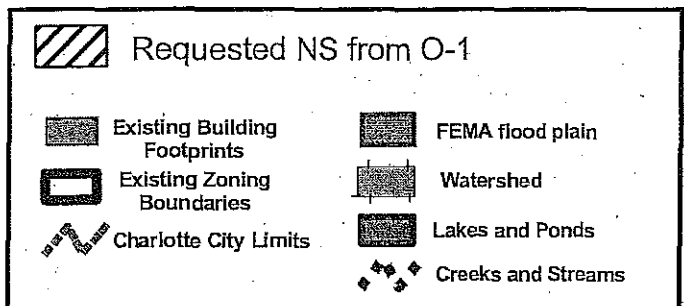 Requested NS from O-1
Existing Building
Footprints
Existing Zoning
Boundaries
Charlotte City Limits
FEMA flood plain
Watershed
Lakes and Ponds
Creeks and Streams